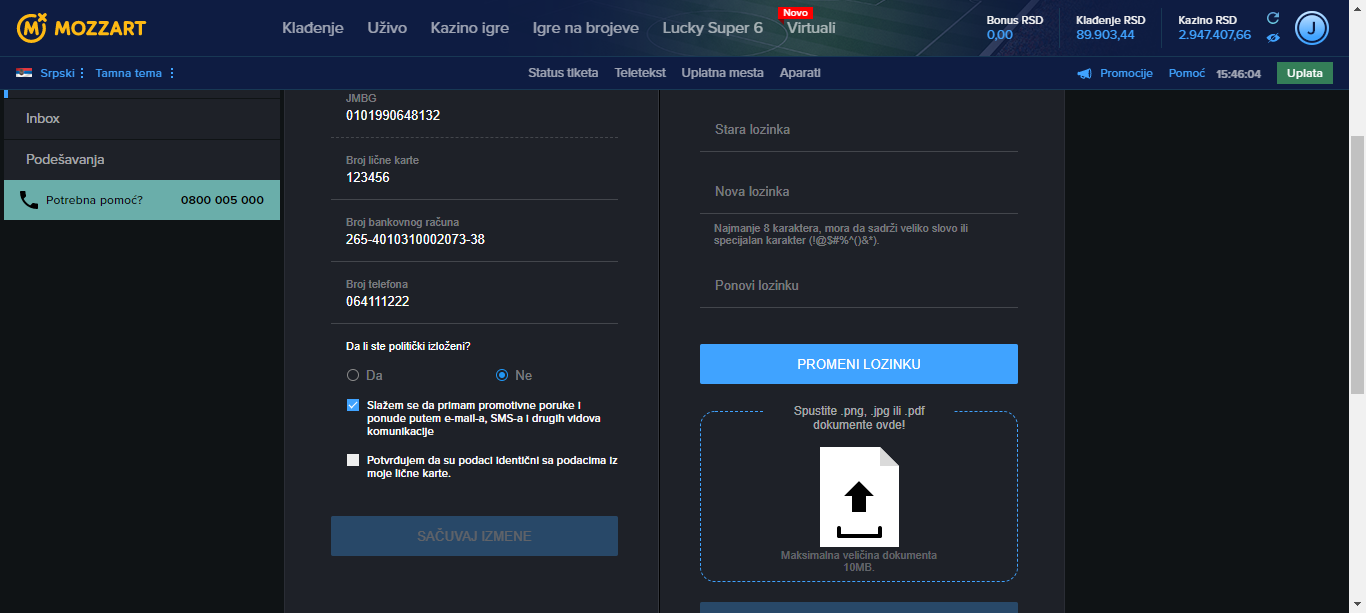 MOZZART
Klađenje
Uživo
Kazino igre
Igre na brojeve
Lucky Super 6
Novo
Virtuali
Bonus RSD
0,00
Klađenje RSD
89.903,44
Kazino RSD
2.947.407,66
J
Srpski
Tamna tema
Status tiketa
Teletekst
Uplatna mesta
Aparati
Promocije
Pomoć
15:46:04
Uplata
Inbox
Podešavanja
Potrebna pomoć?
0800 005 000
JMBG
0101990648132
Broj lične karte
123456
Broj bankovnog računa
265-4010310002073-38
Broj telefona
064111222
Da li ste politički izloženi?
Da
Ne
Slažem se da primam promotivne poruke i
ponude putem e-mail-a, SMS-a i drugih vidova
komunikacije
Potvrđujem da su podaci identični sa podacima iz
moje lične karte.
SAČUVAJ IZMENE
Stara lozinka
Nova lozinka
Najmanje 8 karaktera, mora da sadrži veliko slovo ili
specijalan karakter (!@$#%^()&*).
Ponovi lozinku
PROMENI LOZINKU
Spustite .png, .jpg ili .pdf
dokumente ovde!
Maksimalna veličina dokumenta
10MB.